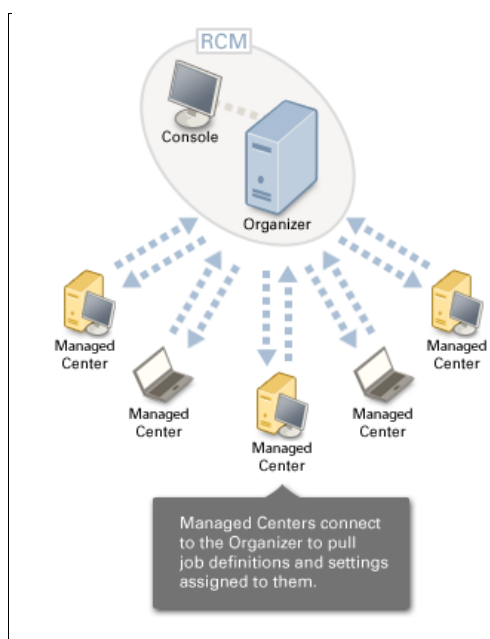 RCM
Console
Organizer
Managed
Center
Managed
Center
Managed
Center
Managed
Center
Managed
Center
Managed Centers connect
to the Organizer to pull
job definitions and settings
assigned to them.